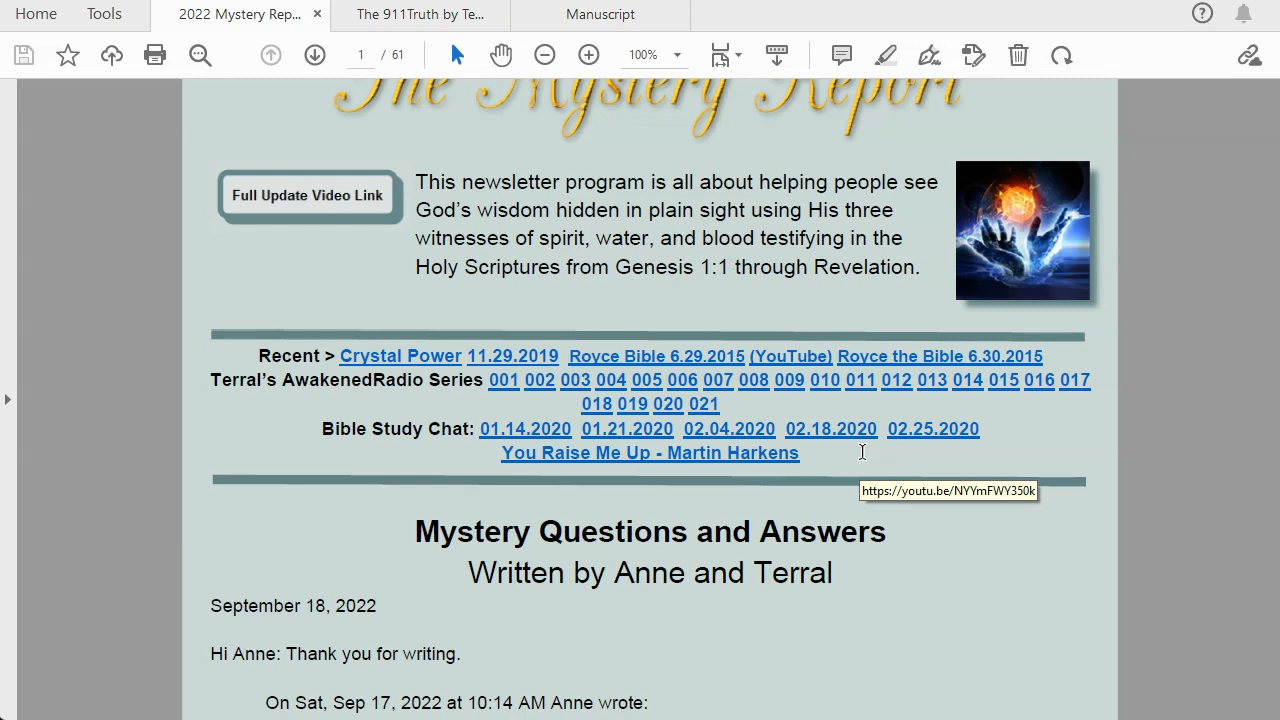 Home Tools 2022 Mystery Rep... × The 911Truth by Te... Manuscript
1 / 61 100%
The Mystery Report
Full Update Video Link
This newsletter program is all about helping people see
God's wisdom hidden in plain sight using His three
witnesses of spirit, water, and blood testifying in the
Holy Scriptures from Genesis 1:1 through Revelation.
Recent > Crystal Power 11.29.2019 Royce Bible 6.29.2015 (YouTube) Royce the Bible 6.30.2015
Terral's AwakenedRadio Series 001 002 003 004 005 006 007 008 009 010 011 012 013 014 015 016 017
018 019 020 021
Bible Study Chat: 01.14.2020 01.21.2020 02.04.2020 02.18.2020 02.25.2020
You Raise Me Up - Martin Harkens
https://youtu.be/NYYmFWY350k
Mystery Questions and Answers
Written by Anne and Terral
September 18, 2022
Hi Anne: Thank you for writing.
On Sat, Sep 17, 2022 at 10:14 AM Anne wrote: